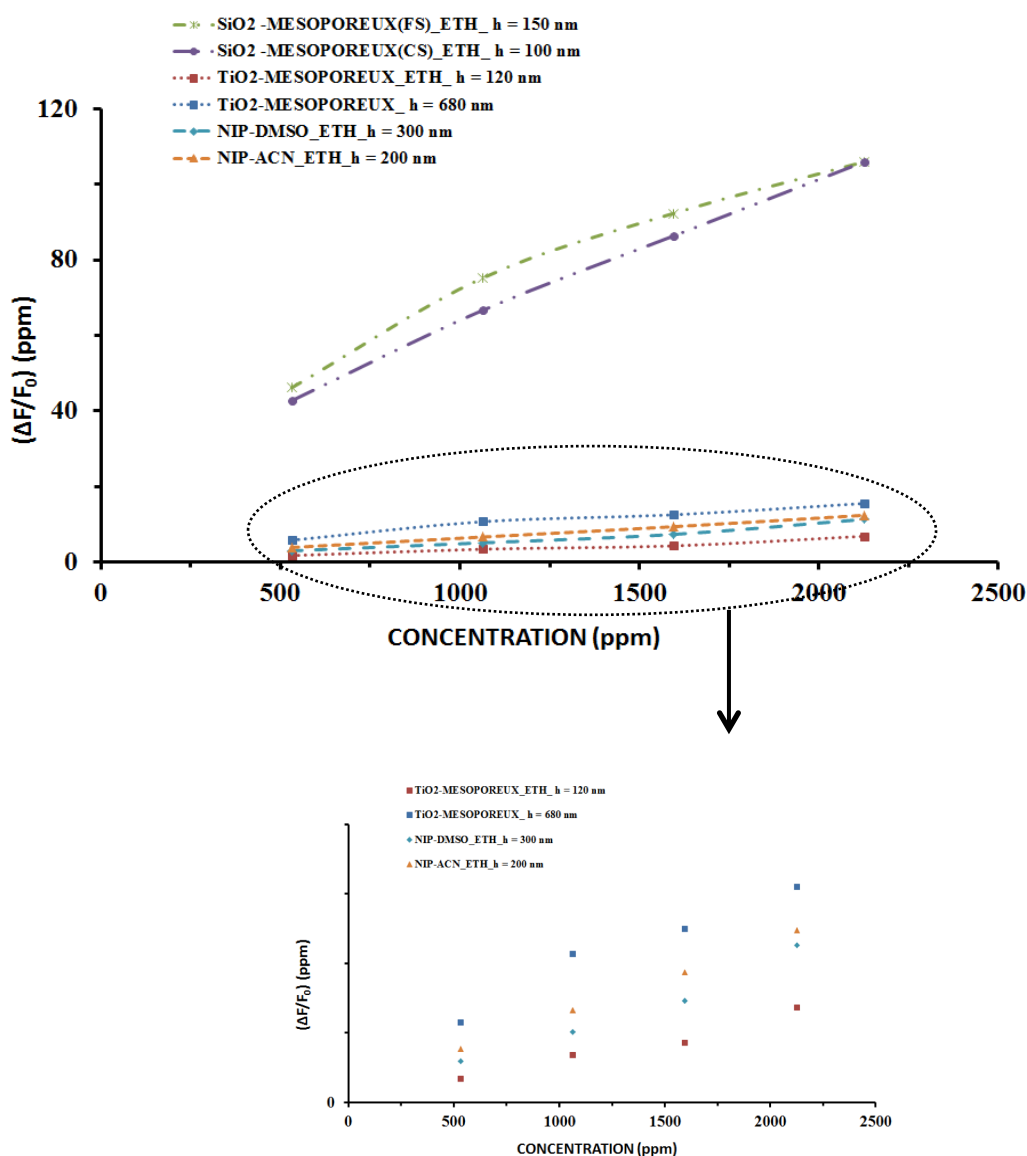 SiO2 -MESOPOREUX(FS)_ETH_ h = 150 nm
SiO2 -MESOPOREUX(CS)_ETH_ h = 100 nm
TiO2-MESOPOREUX_ETH_ h = 120 nm
TiO2-MESOPOREUX_ h = 680 nm
NIP-DMSO_ETH_h = 300 nm
NIP-ACN_ETH_h = 200 nm
120
80
40
0
(ΔF/F₀) (ppm)
0 500 1000 1500 2000 2500
CONCENTRATION (ppm)
TiO2-MESOPOREUX_ETH_ h = 120 nm
TiO2-MESOPOREUX_ h = 680 nm
NIP-DMSO_ETH_h = 300 nm
NIP-ACN_ETH_h = 200 nm
(ΔF/F₀) (ppm)
0
0 500 1000 1500 2000 2500
CONCENTRATION (ppm)